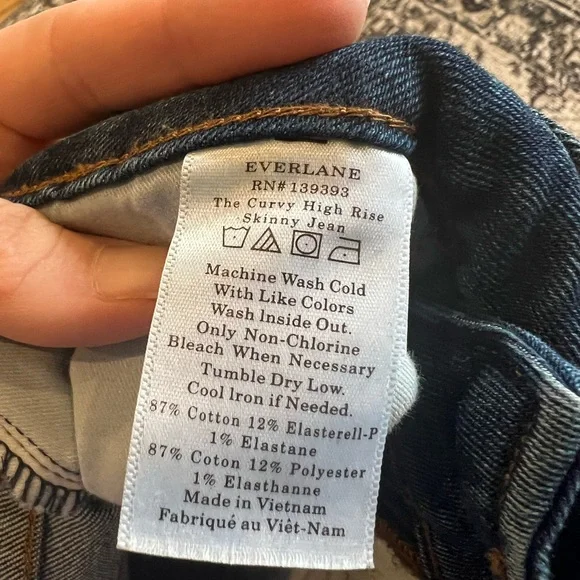 EVERLANE
RN# 139393
The Curvy High Rise
Skinny Jean
Machine Wash Cold
With Like Colors
Wash Inside Out.
Only Non-Chlorine
Bleach When Necessary
Tumble Dry Low.
Cool Iron if Needed.
87% Cotton 12% Elasterell-P
1% Elastane
87% Coton 12% Polyester
1% Elasthanne
Made in Vietnam
Fabriqué au Viêt-Nam